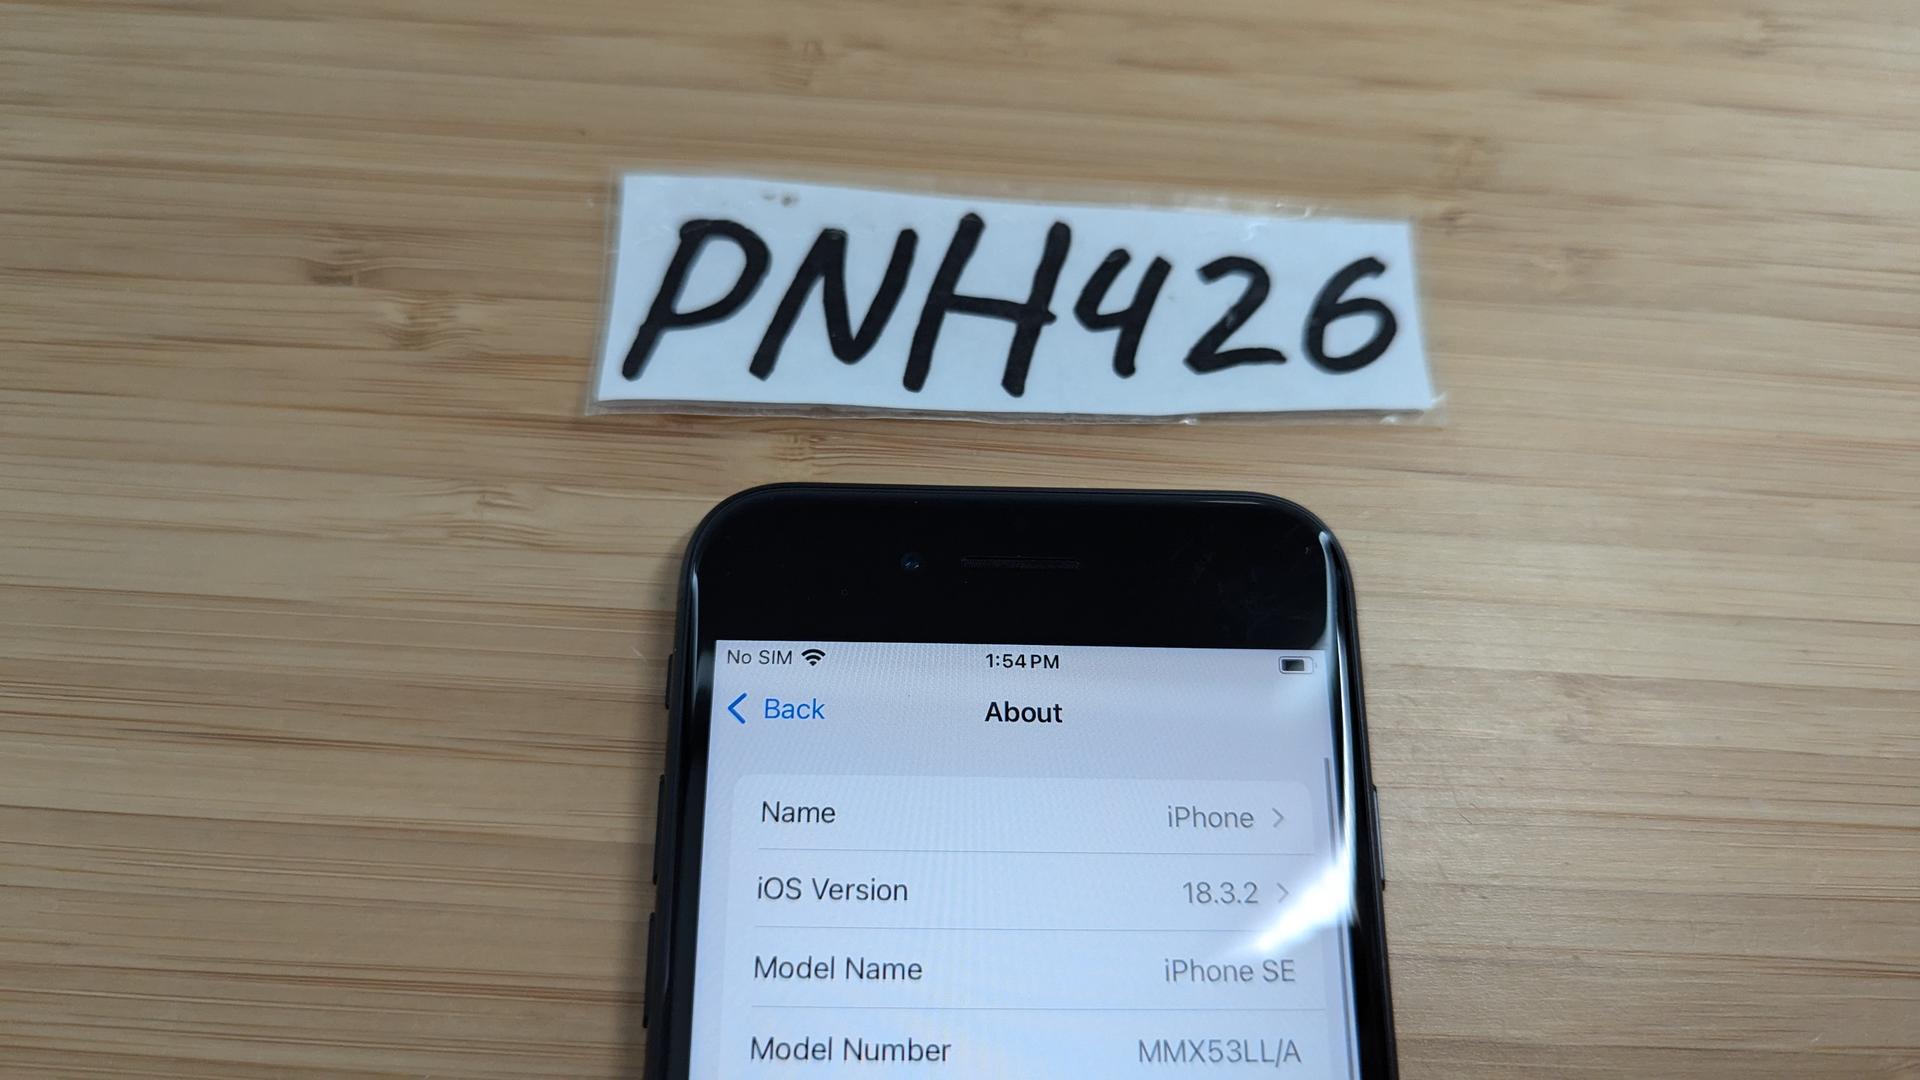 PNH426
No SIM 1:54 PM
Back About
Name iPhone
iOS Version 18.3.2
Model Name iPhone SE
Model Number MMX53LL/A